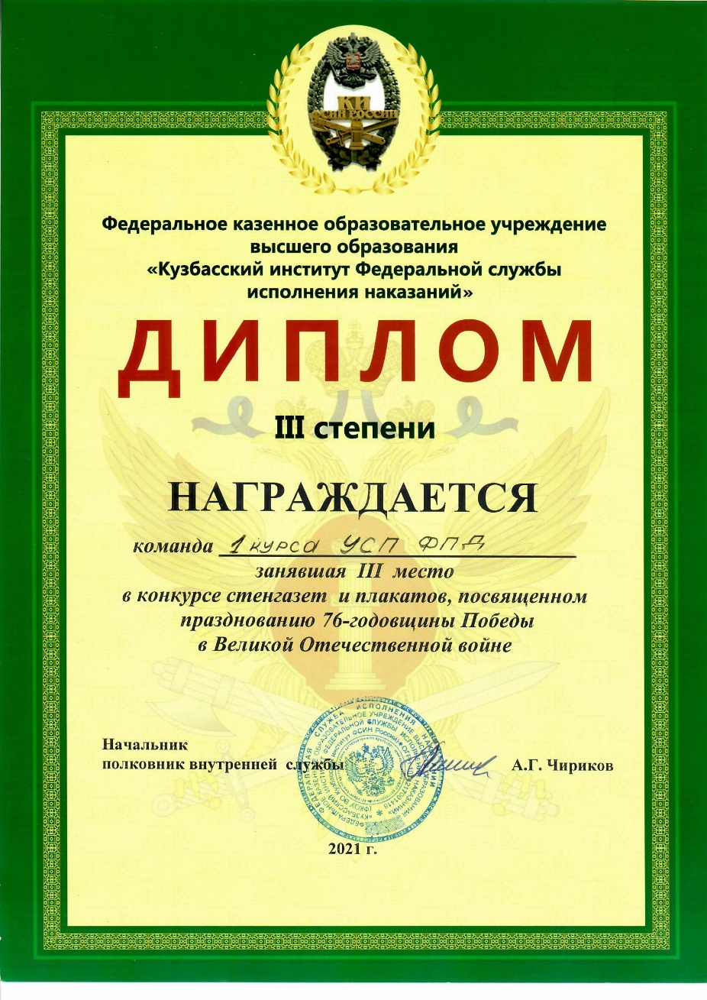 КИ
ФСИН РОССИИ
Федеральное казенное образовательное учреждение
высшего образования
«Кузбасский институт Федеральной службы
исполнения наказаний»
ДИПЛОМ
III степени
НАГРАЖДАЕТСЯ
команда 1 курса УСП ФПД
занявшая III место
в конкурсе стенгазет и плакатов, посвященном
празднованию 76-годовщины Победы
в Великой Отечественной войне
Начальник
полковник внутренней службы А.Г. Чириков
2021 г.